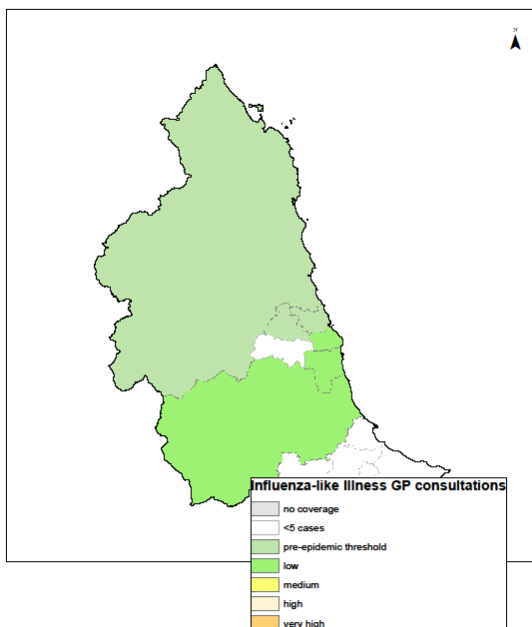 N
Influenza-like Illness GP consultations
no coverage
<5 cases
pre-epidemic threshold
low
medium
high
very high